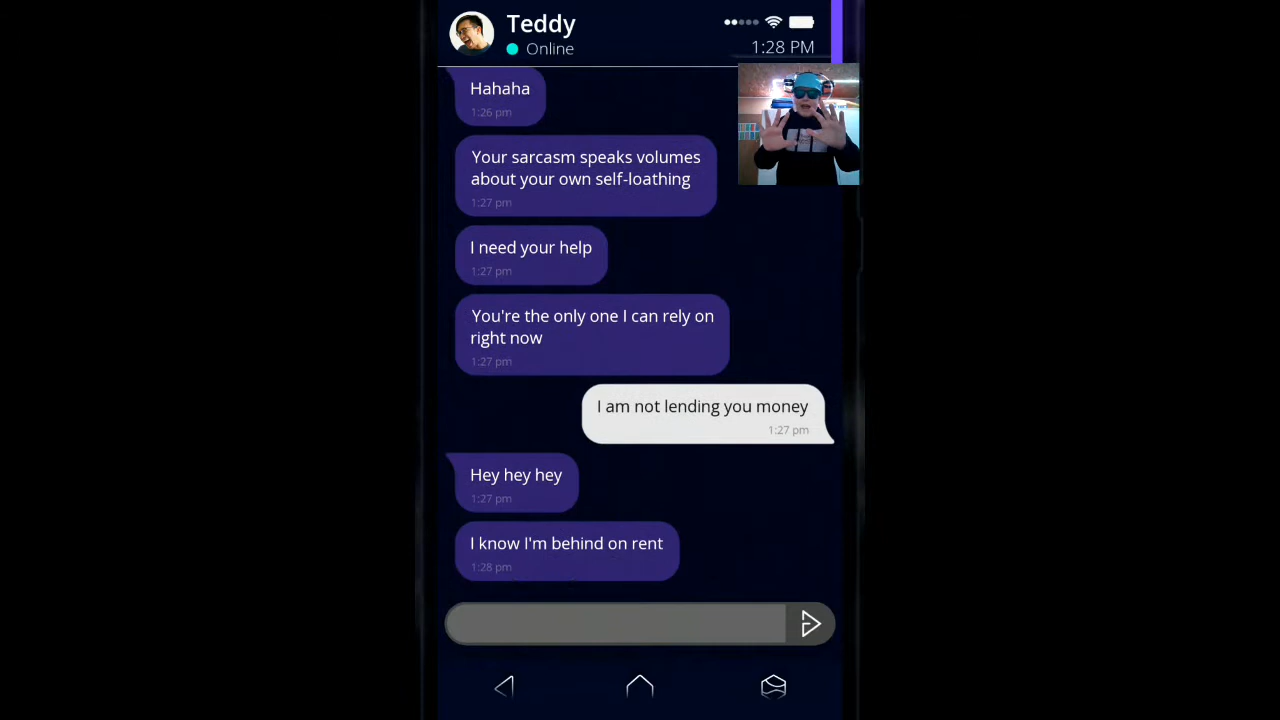 Teddy
Online
1:28 PM
Hahaha
1:26 pm
Your sarcasm speaks volumes
about your own self-loathing
1:27 pm
I need your help
1:27 pm
You're the only one I can rely on
right now
1:27 pm
I am not lending you money
1:27 pm
Hey hey hey
1:27 pm
I know I'm behind on rent
1:28 pm